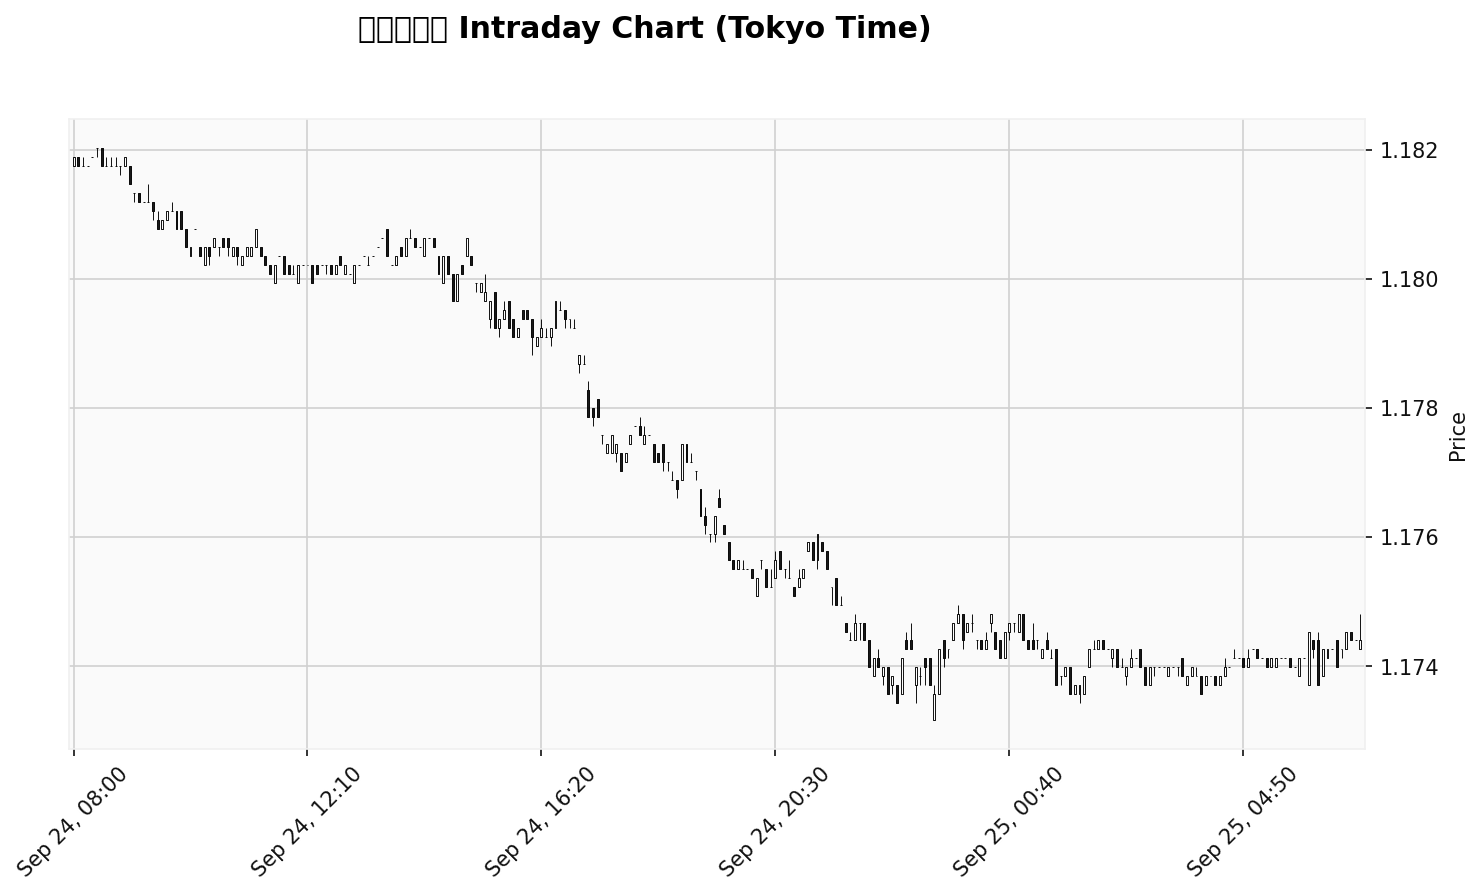 Intraday Chart (Tokyo Time)
1.182
1.180
1.178
1.176
1.174
Price
Sep 24, 08:00
Sep 24, 12:10
Sep 24, 16:20
Sep 24, 20:30
Sep 25, 00:40
Sep 25, 04:50